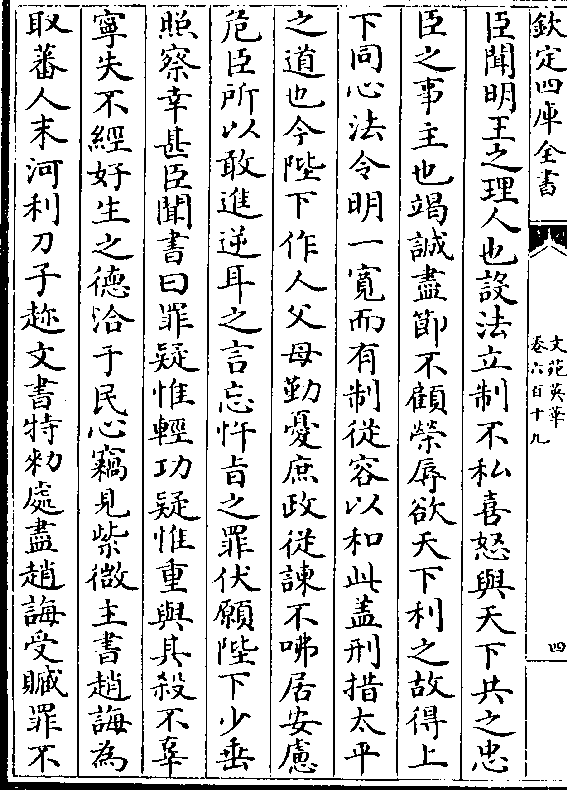 欽定四庫全書
文苑英華
卷六百十九
四
臣聞明王之理人也設法立制不私喜怒與天下共之忠
臣之事主也竭誠盡節不顧榮辱欲天下利之故得上
下同心法令明一寛而有制從容以和此盖刑措太平
之道也今陛下作人父母勤憂庶政從諫不咈居安慮
危臣所以敢進逆耳之言忘忤旨之罪伏願陛下少垂
照察幸甚臣聞書曰罪疑惟輕功疑惟重與其殺不辜
寧失不經好生之德洽于民心竊見紫微主書趙誨為
取蕃人末河利刀子趂文書特勑處盡趙誨受贓罪不